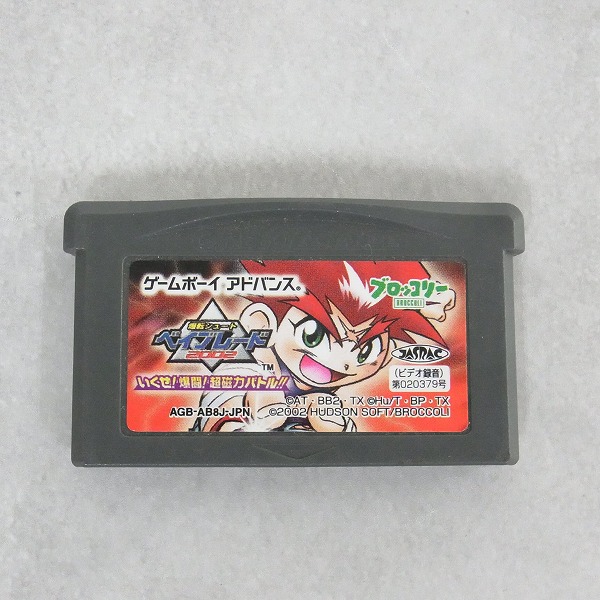 ゲームボーイ アドバンス®
ブロッコリー
BROCCOLI
爆転シュート
ベイブレード
2002
TM
いくぜ!爆闘!超磁力バトル!!
JASRAC
(ビデオ録音)
第020379号
©AT・BB2・TX ©Hu/T・BP・TX
AGB-AB8J-JPN ©2002 HUDSON SOFT/BROCCOLI